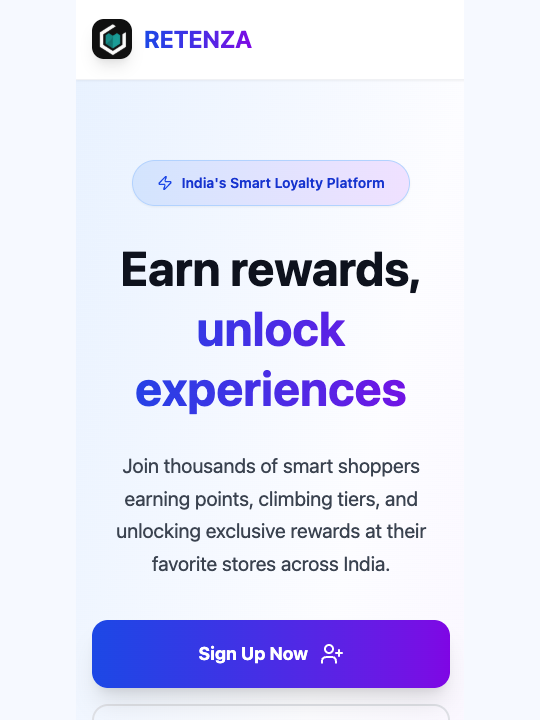 RETENZA
India's Smart Loyalty Platform
Earn rewards,
unlock
experiences
Join thousands of smart shoppers
earning points, climbing tiers, and
unlocking exclusive rewards at their
favorite stores across India.
Sign Up Now